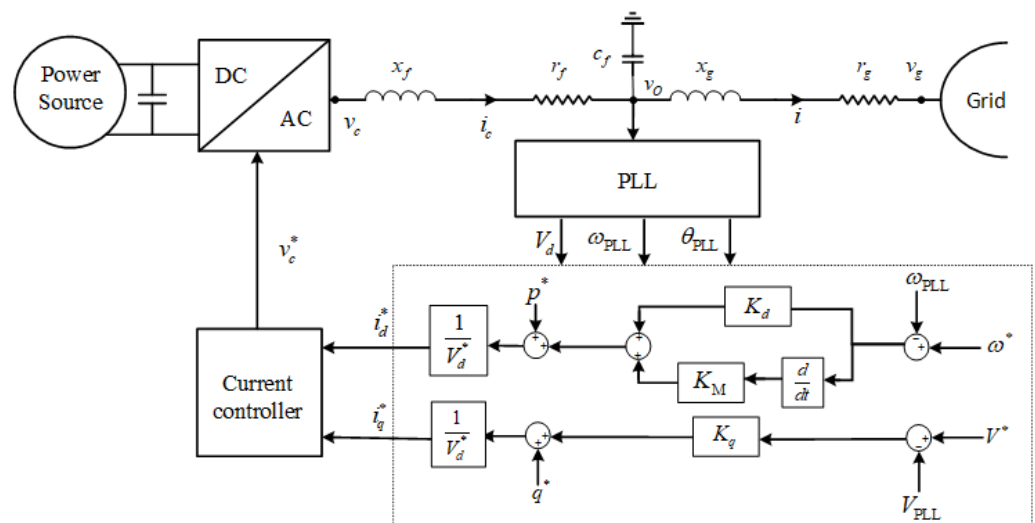 Power
Source
DC
AC
v_c
x_f
i_c
r_f
c_f
v_O
x_g
i
r_g
v_g
Grid
PLL
V_d
ω_PLL
θ_PLL
v_c^*
Current
controller
i_d^*
1
V_d^*
p^*
+
+
K_d
+
+
K_M
d
dt
ω_PLL
−
+
ω^*
i_q^*
1
V_d^*
+
+
q^*
K_q
+
−
V^*
V_PLL